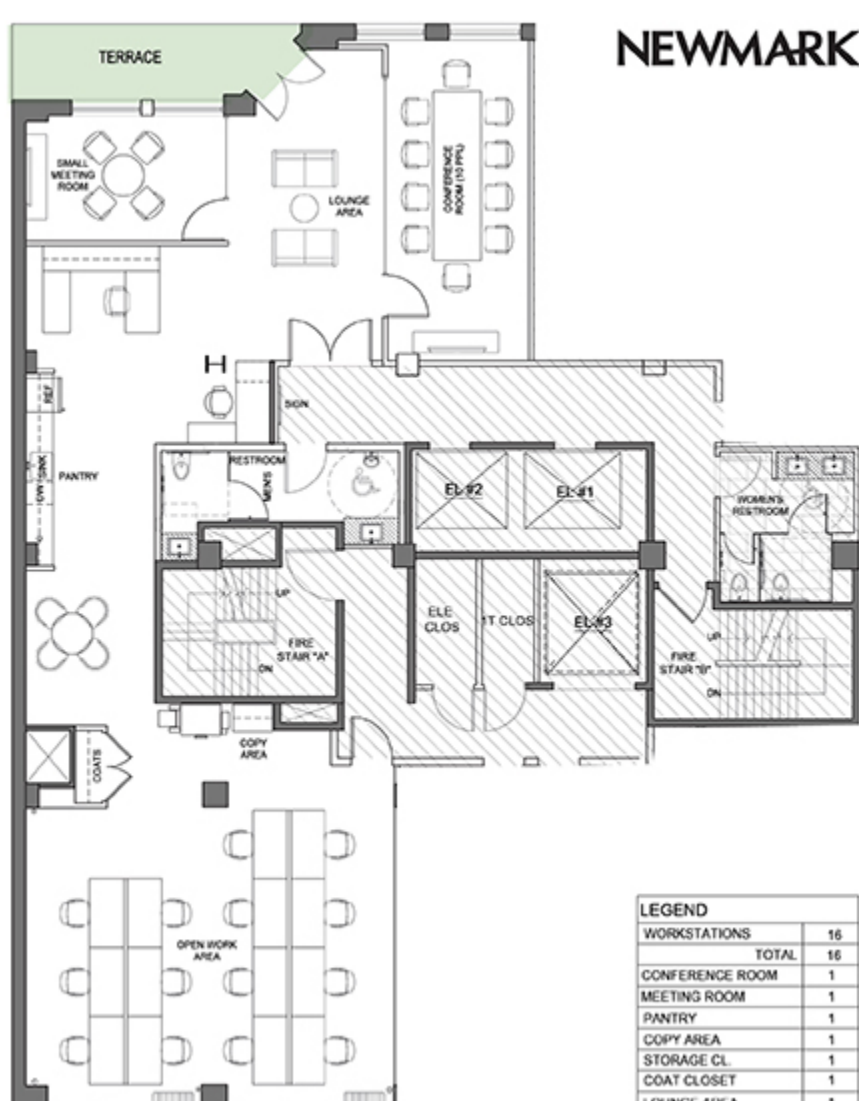 NEWMARK
TERRACE
SMALL
MEETING
ROOM
LOUNGE
AREA
CONFERENCE
ROOM (10 PPL)
H
SIGN
REF
SINK
D/W
PANTRY
RESTROOM
MEN'S
EL #2
EL #1
WOMEN'S
RESTROOM
UP
FIRE
STAIR "A"
DN
ELE
CLOS
IT CLOS
EL #3
UP
FIRE
STAIR "B"
DN
COPY
AREA
COATS
OPEN WORK
AREA
LEGEND
WORKSTATIONS 16
TOTAL 16
CONFERENCE ROOM 1
MEETING ROOM 1
PANTRY 1
COPY AREA 1
STORAGE CL. 1
COAT CLOSET 1
LOUNGE AREA 1